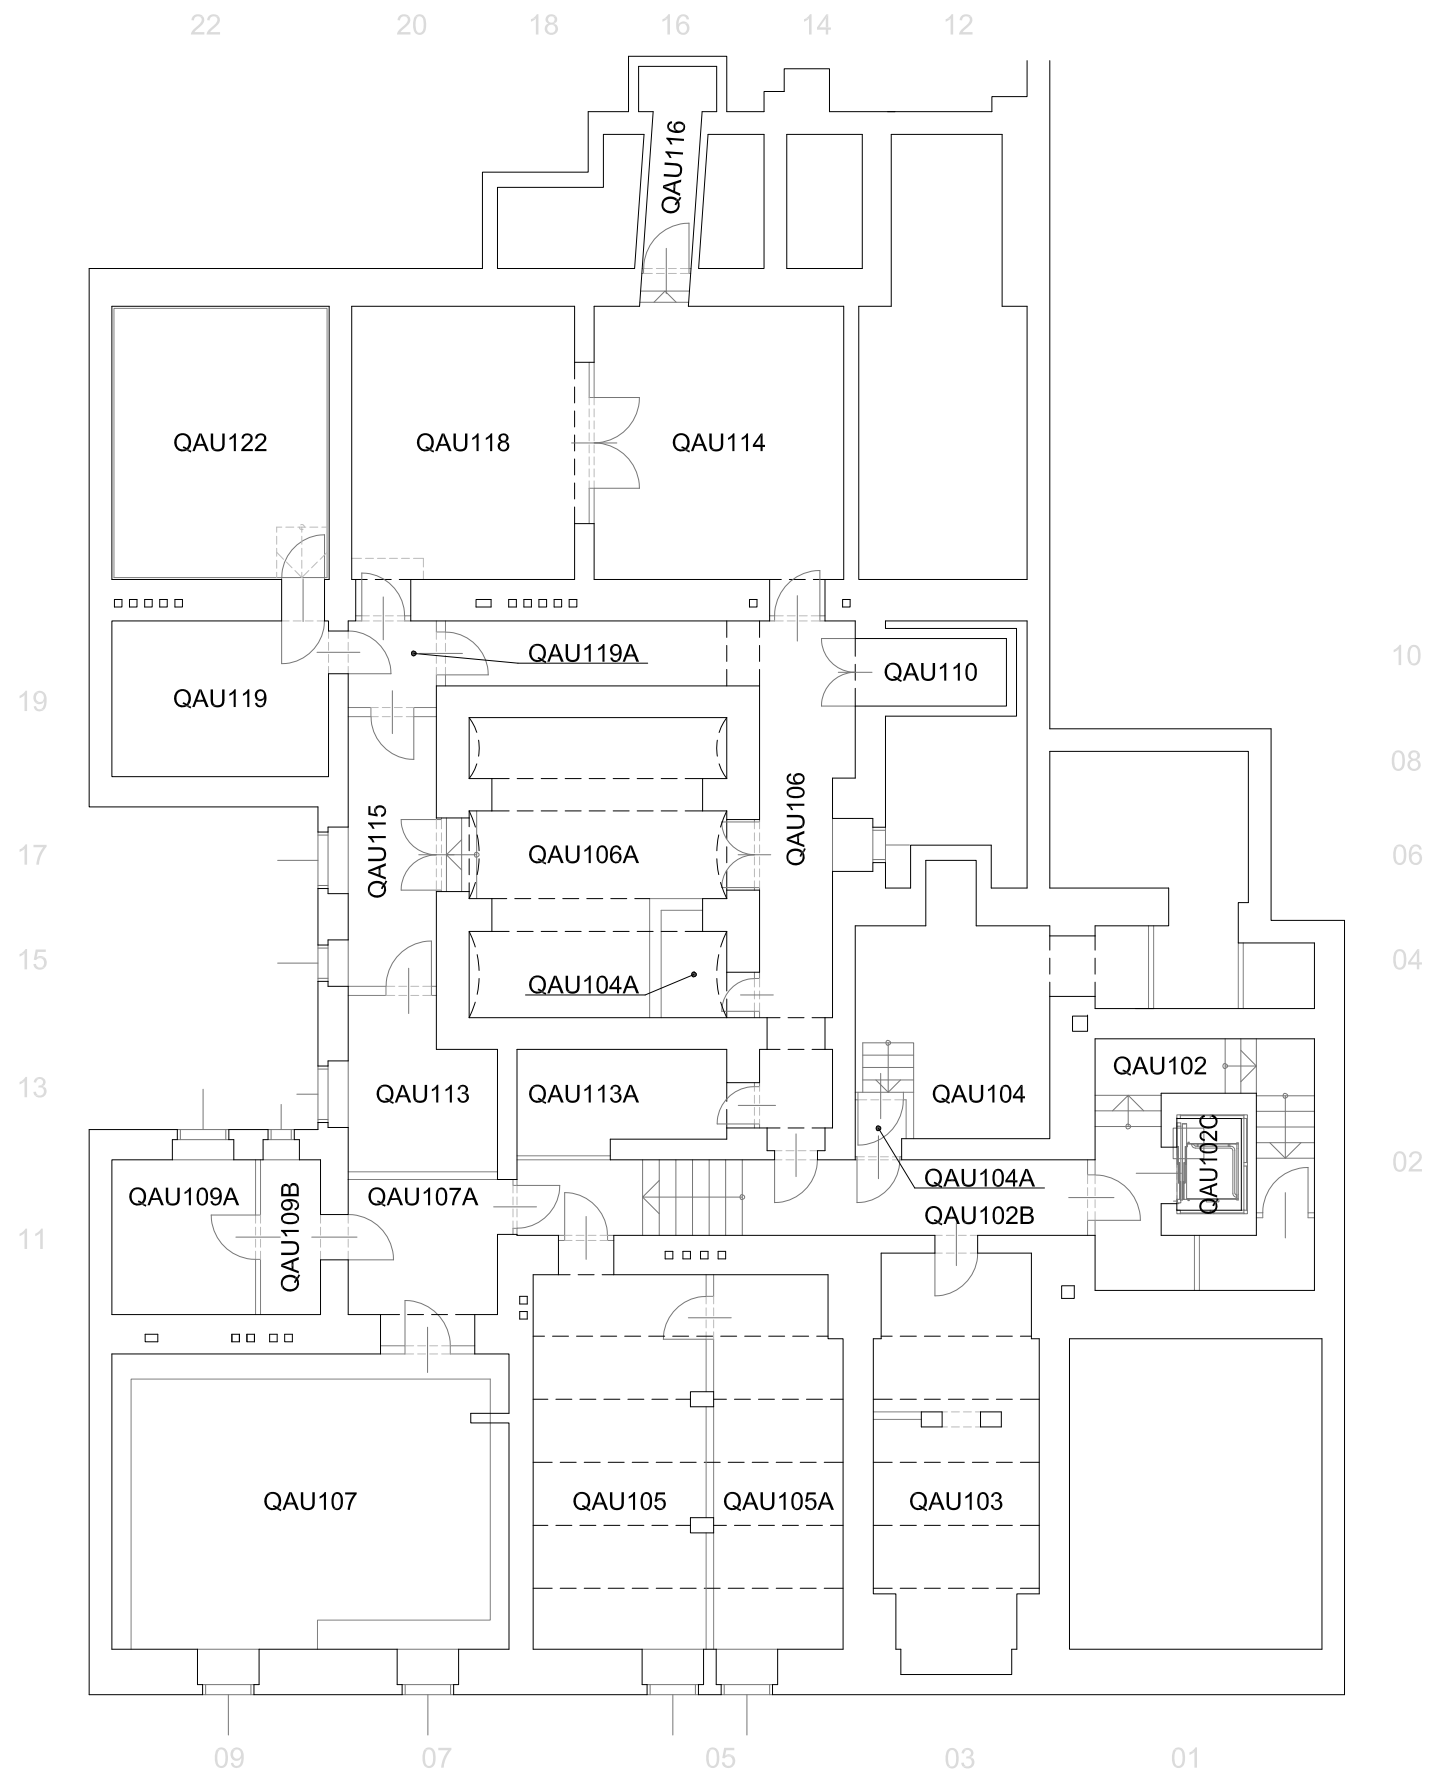 22 20 18 16 14 12
QAU116
QAU122 QAU118 QAU114
QAU119A
10
QAU110
QAU119
19
08
QAU106
QAU115
17
QAU106A
06
15
QAU104A
04
QAU102
13
QAU113 QAU113A QAU104
QAU102C
02
QAU104A
QAU109A QAU107A
QAU109B
QAU102B
11
QAU107 QAU105 QAU105A QAU103
09 07 05 03 01